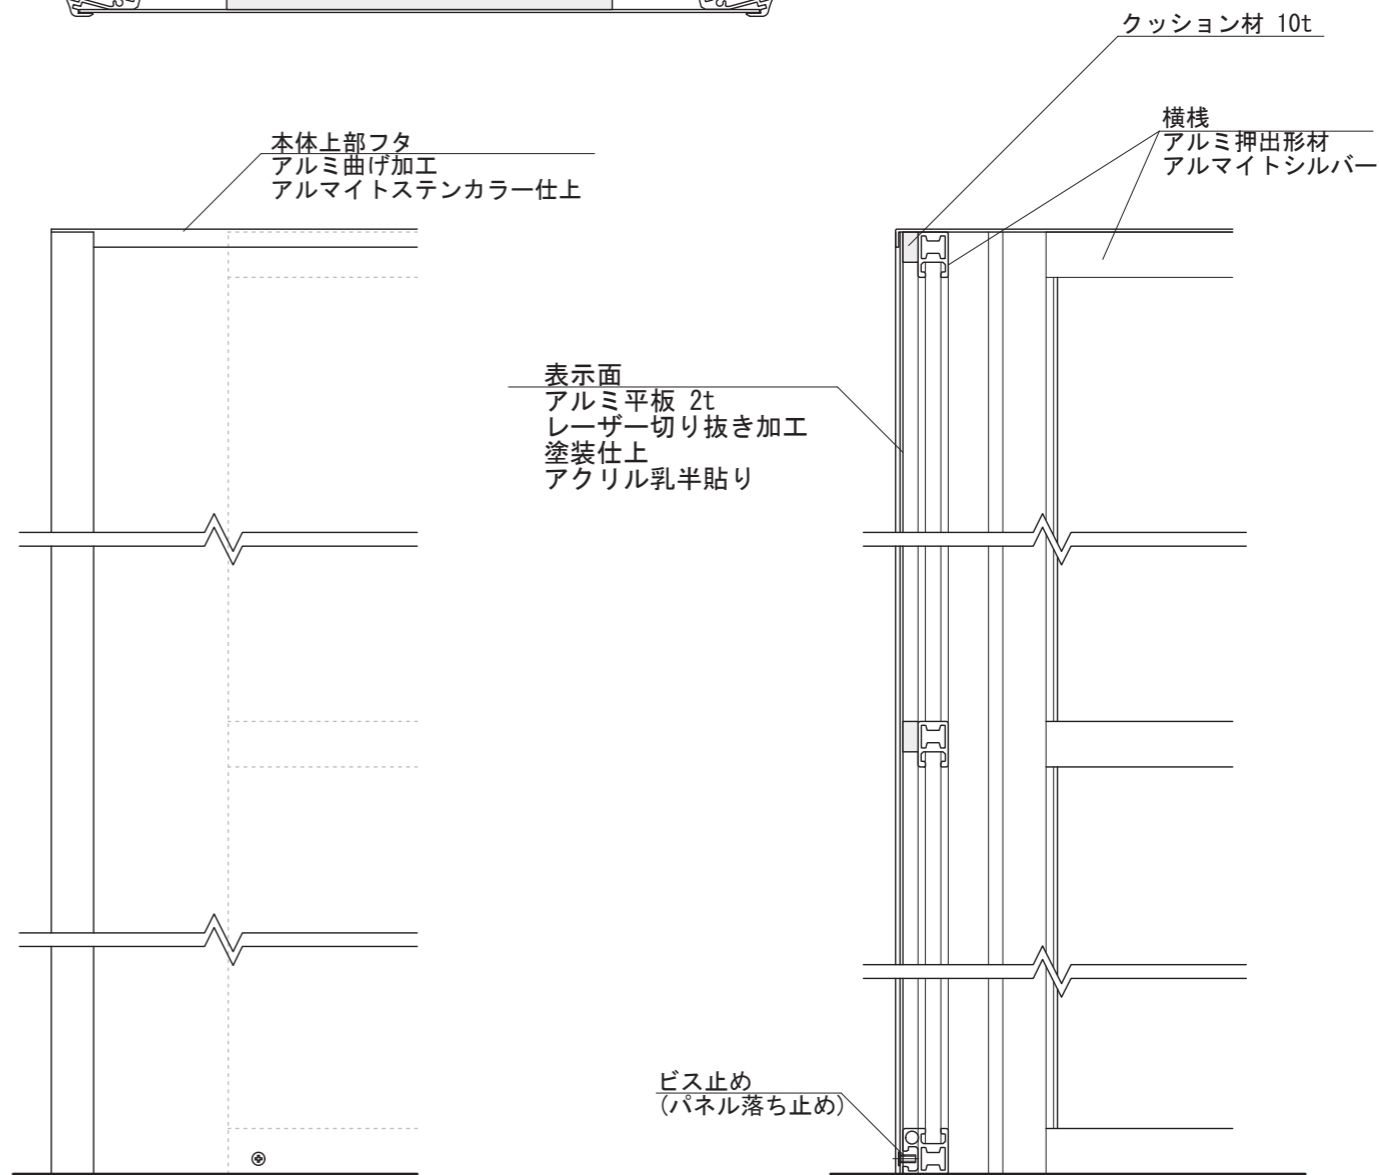 クッション材 10t
横桟
アルミ押出形材
アルマイトシルバー
本体上部フタ
アルミ曲げ加工
アルマイトステンカラー仕上
表示面
アルミ平板 2t
レーザー切り抜き加工
塗装仕上
アクリル乳半貼り
ビス止め
(パネル落ち止め)